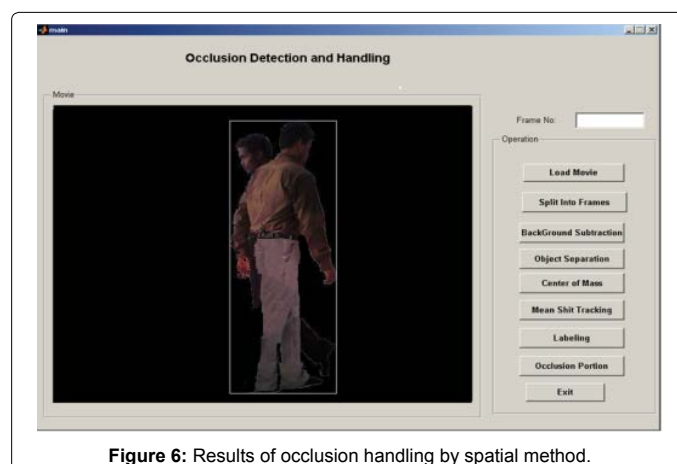 main
Occlusion Detection and Handling
Movie
Frame No:
Operation
Load Movie
Split Into Frames
BackGround Subtraction
Object Separation
Center of Mass
Mean Shit Tracking
Labeling
Occlusion Portion
Exit
Figure 6: Results of occlusion handling by spatial method.